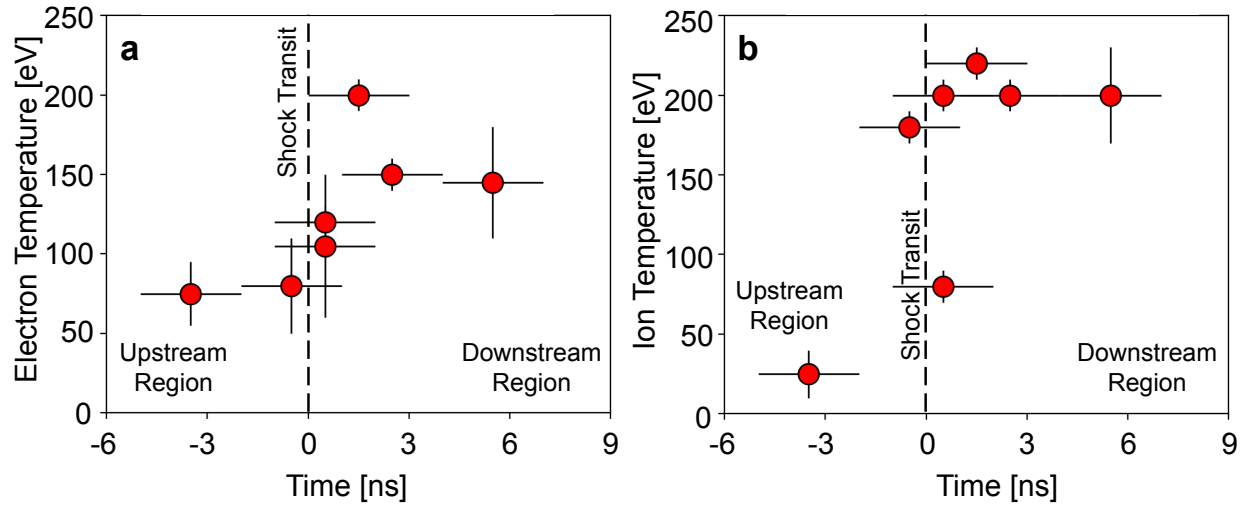 a
Electron Temperature [eV]
250
200
150
100
50
0
Shock Transit
Upstream
Region
Downstream
Region
-6
-3
0
3
6
9
Time [ns]
b
Ion Temperature [eV]
250
200
150
100
50
0
Shock Transit
Upstream
Region
Downstream
Region
-6
-3
0
3
6
9
Time [ns]